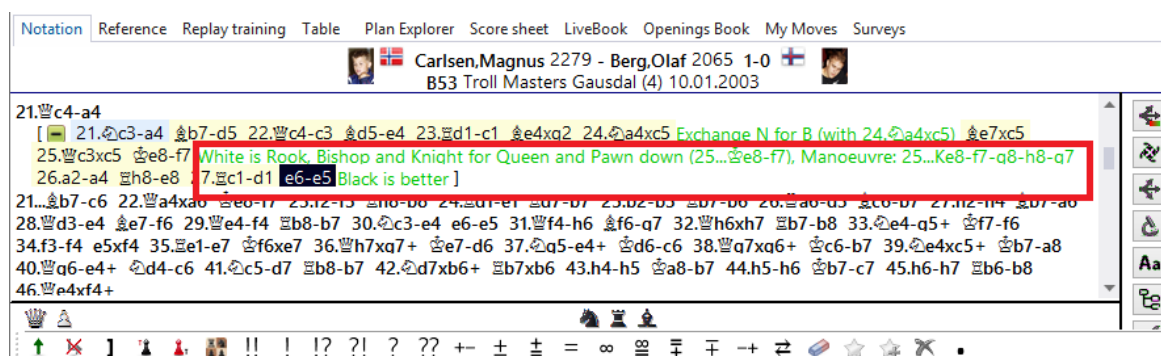 Notation Reference Replay training Table Plan Explorer Score sheet LiveBook Openings Book My Moves Surveys
Carlsen,Magnus 2279 - Berg,Olaf 2065 1-0
B53 Troll Masters Gausdal (4) 10.01.2003
21.♕c4-a4
[ 21.♘c3-a4 ♗b7-d5 22.♕c4-c3 ♗d5-e4 23.♖d1-c1 ♗e4xg2 24.♘a4xc5 Exchange N for B (with 24.♘a4xc5) ♗e7xc5
25.♕c3xc5 ♔e8-f7 White is Rook, Bishop and Knight for Queen and Pawn down (25...♔e8-f7), Manoeuvre: 25...Ke8-f7-g8-h8-g7
26.a2-a4 ♖h8-e8 27.♖c1-d1 e6-e5 Black is better ]
21...♗b7-c6 22.♕a4xa6 ♔e8-f7 23.f2-f3 ♖h8-b8 24.♖d1-e1 ♖d7-b7 25.b2-b3 ♖b7-b6 26.♕a6-d3 ♗c6-b7 27.h2-h4 ♗b7-a6
28.♕d3-e4 ♗e7-f6 29.♕e4-f4 ♖b8-b7 30.♘c3-e4 e6-e5 31.♕f4-h6 ♗f6-g7 32.♕h6xh7 ♖b7-b8 33.♘e4-g5+ ♔f7-f6
34.f3-f4 e5xf4 35.♖e1-e7 ♔f6xe7 36.♕h7xg7+ ♔e7-d6 37.♘g5-e4+ ♔d6-c6 38.♕g7xg6+ ♔c6-b7 39.♘e4xc5+ ♔b7-a8
40.♕g6-e4+ ♘d4-c6 41.♘c5-d7 ♖b8-b7 42.♘d7xb6+ ♖b7xb6 43.h4-h5 ♔a8-b7 44.h5-h6 ♔b7-c7 45.h6-h7 ♖b6-b8
46.♕e4xf4+
Aa
] !! ! !? ?! ? ?? +- ± ⩲ = ∞ ⩱ ∓ -+ ⇄